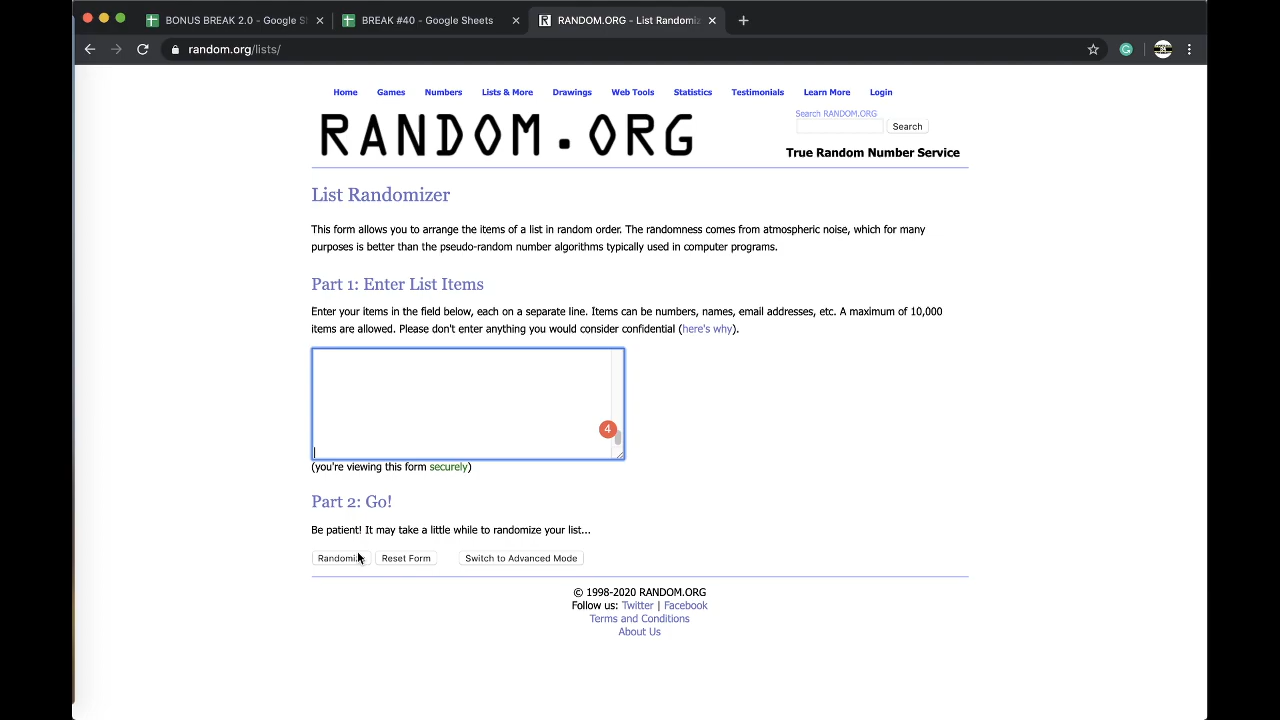 BONUS BREAK 2.0 - Google S
BREAK #40 - Google Sheets
RANDOM.ORG - List Randomiz
random.org/lists/
Home Games Numbers Lists & More Drawings Web Tools Statistics Testimonials Learn More Login
RANDOM.ORG
Search RANDOM.ORG
Search
True Random Number Service
List Randomizer
This form allows you to arrange the items of a list in random order. The randomness comes from atmospheric noise, which for many
purposes is better than the pseudo-random number algorithms typically used in computer programs.
Part 1: Enter List Items
Enter your items in the field below, each on a separate line. Items can be numbers, names, email addresses, etc. A maximum of 10,000
items are allowed. Please don't enter anything you would consider confidential (here's why).
4
(you're viewing this form securely)
Part 2: Go!
Be patient! It may take a little while to randomize your list...
Randomize Reset Form Switch to Advanced Mode
© 1998-2020 RANDOM.ORG
Follow us: Twitter | Facebook
Terms and Conditions
About Us